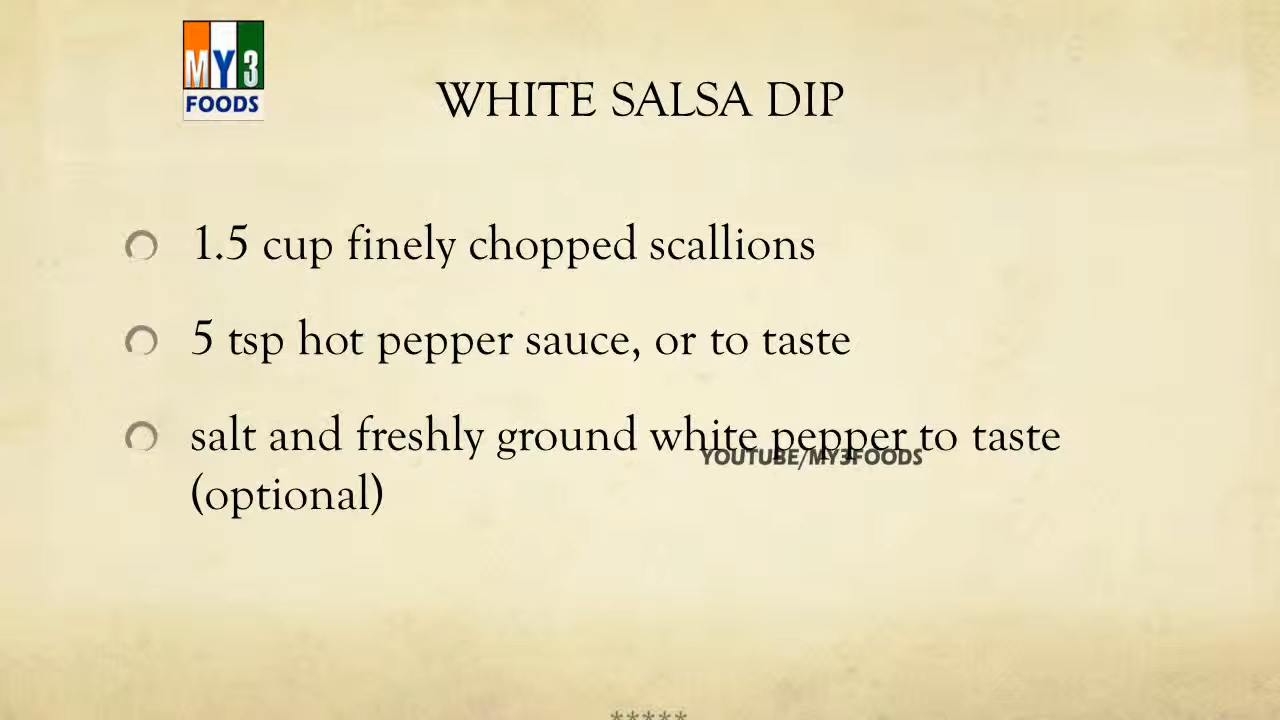 MY3
FOODS
WHITE SALSA DIP
1.5 cup finely chopped scallions
5 tsp hot pepper sauce, or to taste
salt and freshly ground white pepper to taste
YOUTUBE/MY3FOODS
(optional)
*****